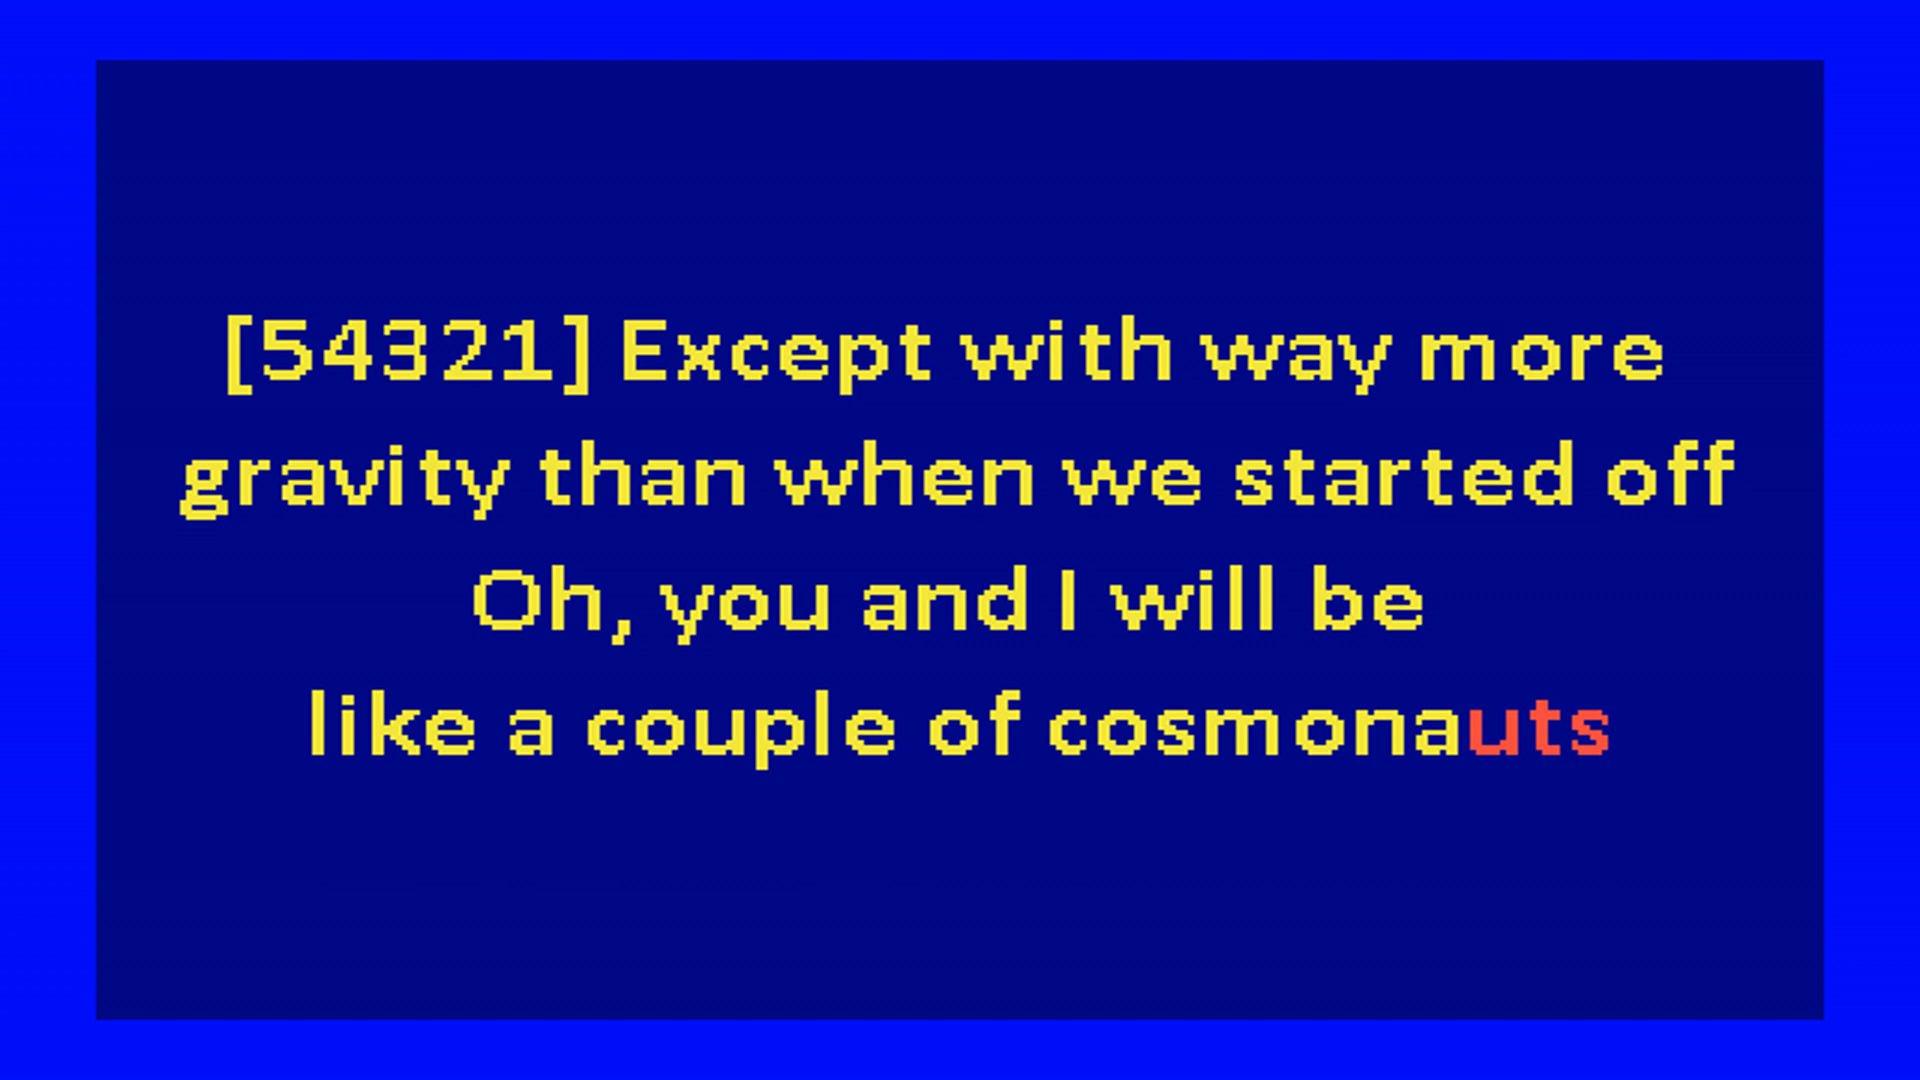 [54321] Except with way more
gravity than when we started off
Oh, you and I will be
like a couple of cosmonauts